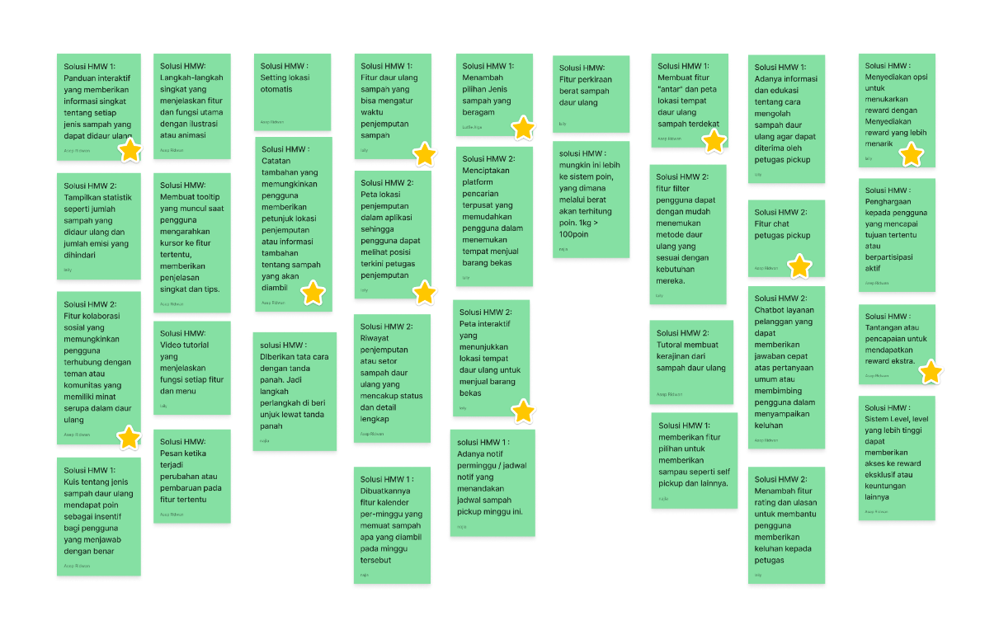 Solusi HMW 1:
Panduan interaktif
yang memberikan
informasi singkat
tentang setiap
jenis sampah yang
dapat didaur ulang
Asep Ridwan
Solusi HMW 2:
Tampilkan statistik
seperti jumlah
sampah yang
didaur ulang dan
jumlah emisi yang
dihindari
lsly
Solusi HMW 2:
Fitur kolaborasi
sosial yang
memungkinkan
pengguna
terhubung dengan
teman atau
komunitas yang
memiliki minat
serupa dalam daur
ulang
Asep Ridwan
Solusi HMW 1:
Kuis tentang jenis
sampah daur ulang
mendapat poin
sebagai insentif
bagi pengguna
yang menjawab
dengan benar
Asep Ridwan
Solusi HMW:
Langkah-langkah
singkat yang
menjelaskan fitur
dan fungsi utama
dengan ilustrasi
atau animasi
Asep Ridwan
Solusi HMW:
Membuat tooltip
yang muncul saat
pengguna
mengarahkan
kursor ke fitur
tertentu,
memberikan
penjelasan
singkat dan tips.
Asep Ridwan
Solusi HMW:
Video tutorial
yang
menjelaskan
fungsi setiap fitur
dan menu
lsly
Solusi HMW:
Pesan ketika
terjadi
perubahan atau
pembaruan pada
fitur tertentu
Asep Ridwan
Solusi HMW :
Setting lokasi
otomatis
Asep Ridwan
Solusi HMW :
Catatan
tambahan yang
memungkinkan
pengguna
memberikan
petunjuk lokasi
penjemputan
atau informasi
tambahan
tentang sampah
yang akan
diambil
Asep Ridwan
solusi HMW :
DIberikan tata cara
dengan tanda
panah. Jadi
langkah
perlangkah di beri
unjuk lewat tanda
panah
najla
Solusi HMW 1:
Fitur daur ulang
sampah yang
bisa mengatur
waktu
penjemputan
sampah
lsly
Solusi HMW 2:
Peta lokasi
penjemputan
dalam aplikasi
sehingga
pengguna dapat
melihat posisi
terkini petugas
penjemputan
lsly
Solusi HMW 2:
Riwayat
penjemputan
atau setor
sampah daur
ulang yang
mencakup status
dan detail
lengkap
Asep Ridwan
Solusi HMW 1 :
Dibuatkannya
fitur kalender
per-minggu yang
memuat sampah
apa yang diambil
pada minggu
tersebut
najla
Solusi HMW 1:
Menambah
pilihan Jenis
sampah yang
beragam
Solusi HMW 2:
Menciptakan
platform
pencarian
terpusat yang
memudahkan
pengguna dalam
menemukan
tempat menjual
barang bekas
lsly
Solusi HMW 2:
Peta interaktif
yang
menunjukkan
lokasi tempat
daur ulang untuk
menjual barang
bekas
lsly
solusi HMW 1 :
Adanya notif
perminggu / jadwal
notif yang
menandakan
jadwal sampah
pickup minggu ini.
najla
Solusi HMW:
Fitur perkiraan
berat sampah
daur ulang
lsly
solusi HMW :
mungkin ini lebih
ke sistem poin,
yang dimana
melalui berat
akan terhitung
poin. 1kg >
100poin
najla
Solusi HMW 1:
Membuat fitur
"antar" dan peta
lokasi tempat
daur ulang
sampah terdekat
Asep Ridwan
Solusi HMW 2:
fitur filter
pengguna dapat
dengan mudah
menemukan
metode daur
ulang yang
sesuai dengan
kebutuhan
mereka.
lsly
Solusi HMW 2:
Tutoral membuat
kerajinan dari
sampah daur ulang
Asep Ridwan
Solusi HMW 1:
memberikan fitur
pilihan untuk
memberikan
sampau seperti self
pickup dan lainnya.
najla
Solusi HMW 1:
Adanya informasi
dan edukasi
tentang cara
mengolah
sampah daur
ulang agar dapat
diterima oleh
petugas pickup
lsly
Solusi HMW 2:
Fitur chat
petugas pickup
Asep Ridwan
Solusi HMW 2:
Chatbot layanan
pelanggan yang
dapat
memberikan
jawaban cepat
atas pertanyaan
umum atau
membimbing
pengguna dalam
menyampaikan
keluhan
Asep Ridwan
Solusi HMW 2:
Menambah fitur
rating dan ulasan
untuk membantu
pengguna
memberikan
keluhan kepada
petugas
lsly
Solusi HMW :
Menyediakan opsi
untuk
menukarkan
reward dengan
Menyediakan
reward yang lebih
menarik
lsly
Solusi HMW :
Penghargaan
kepada pengguna
yang mencapai
tujuan tertentu
atau
berpartisipasi
aktif
Asep Ridwan
Solusi HMW :
Tantangan atau
pencapaian untuk
mendapatkan
reward ekstra.
Asep Ridwan
Solusi HMW :
Sistem Level, level
yang lebih tinggi
dapat
memberikan
akses ke reward
eksklusif atau
keuntungan
lainnya
Asep Ridwan